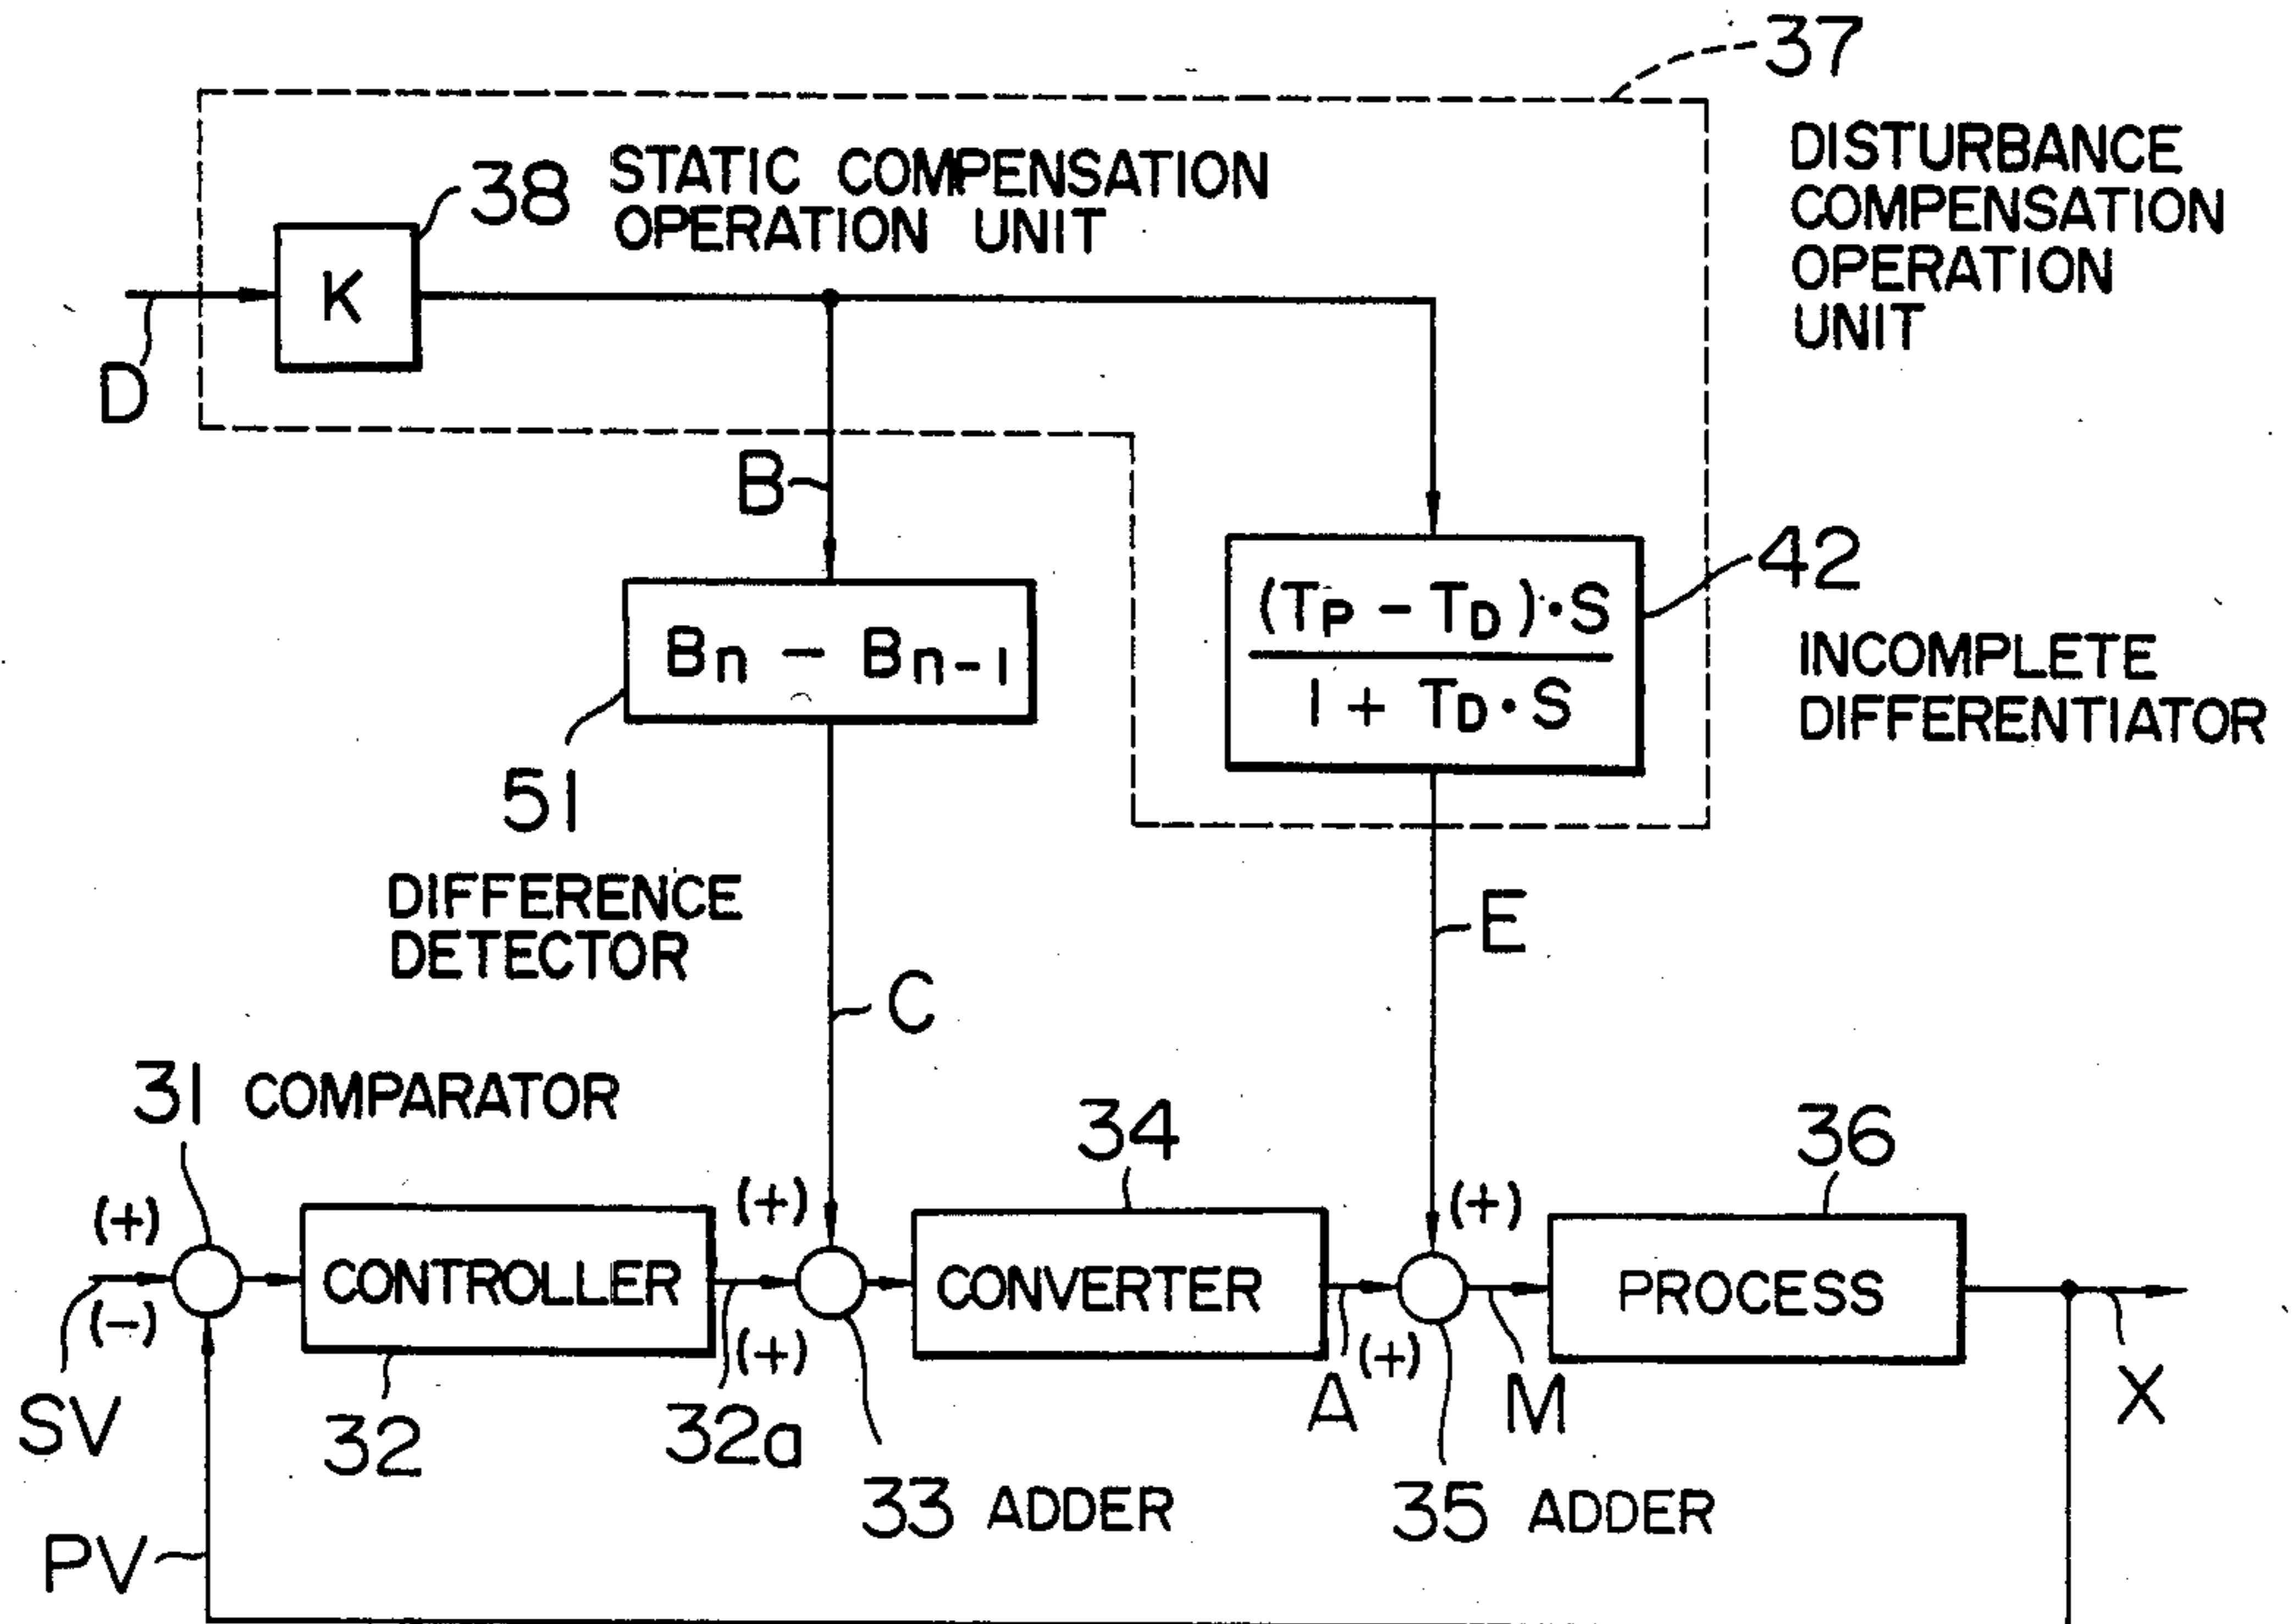 37
DISTURBANCE
COMPENSATION
OPERATION
UNIT
38 STATIC COMPENSATION
OPERATION UNIT
K
D
B
Bn - Bn-1
51
DIFFERENCE
DETECTOR
(TP - TD)•S
1 + TD•S
42
INCOMPLETE
DIFFERENTIATOR
E
C
31 COMPARATOR
34
36
(+)
(+)
(+)
CONTROLLER
CONVERTER
PROCESS
(-)
(+)
(+)
SV
32
32a
A
M
X
33 ADDER
35 ADDER
PV